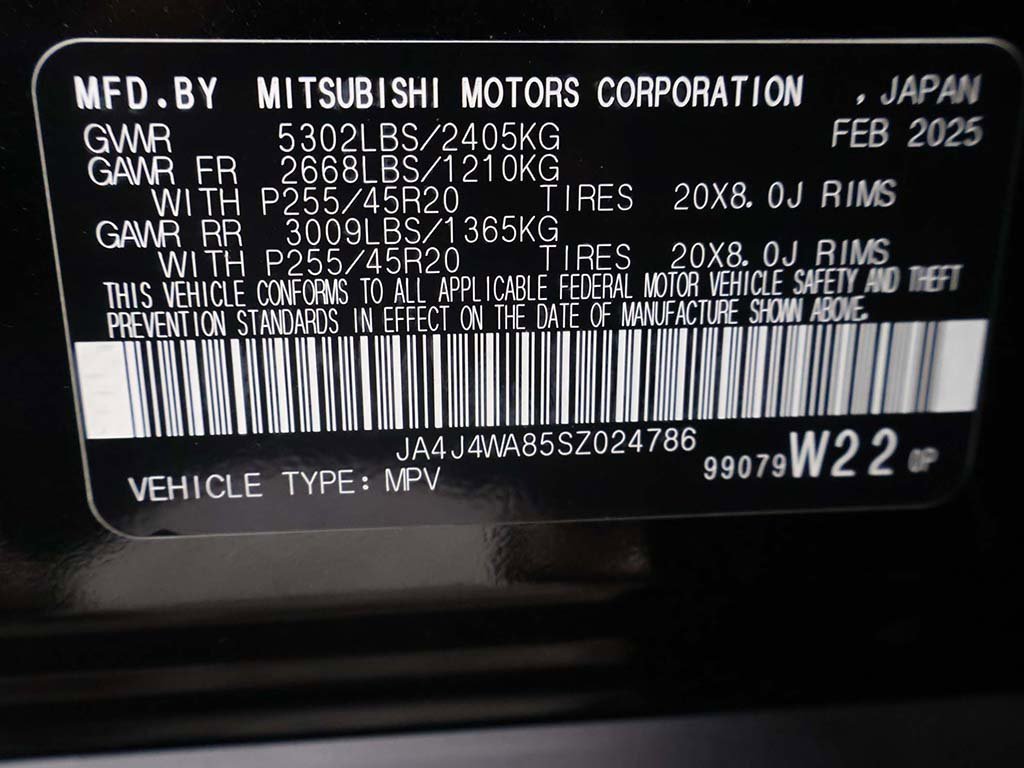 MFD.BY MITSUBISHI MOTORS CORPORATION , JAPAN
GVWR 5302LBS/2405KG FEB 2025
GAWR FR 2668LBS/1210KG
WITH P255/45R20 TIRES 20X8.0J RIMS
GAWR RR 3009LBS/1365KG
WITH P255/45R20 TIRES 20X8.0J RIMS
THIS VEHICLE CONFORMS TO ALL APPLICABLE FEDERAL MOTOR VEHICLE SAFETY AND THEFT
PREVENTION STANDARDS IN EFFECT ON THE DATE OF MANUFACTURE SHOWN ABOVE.
JA4J4WA85SZ024786
VEHICLE TYPE: MPV 99079W22 0P